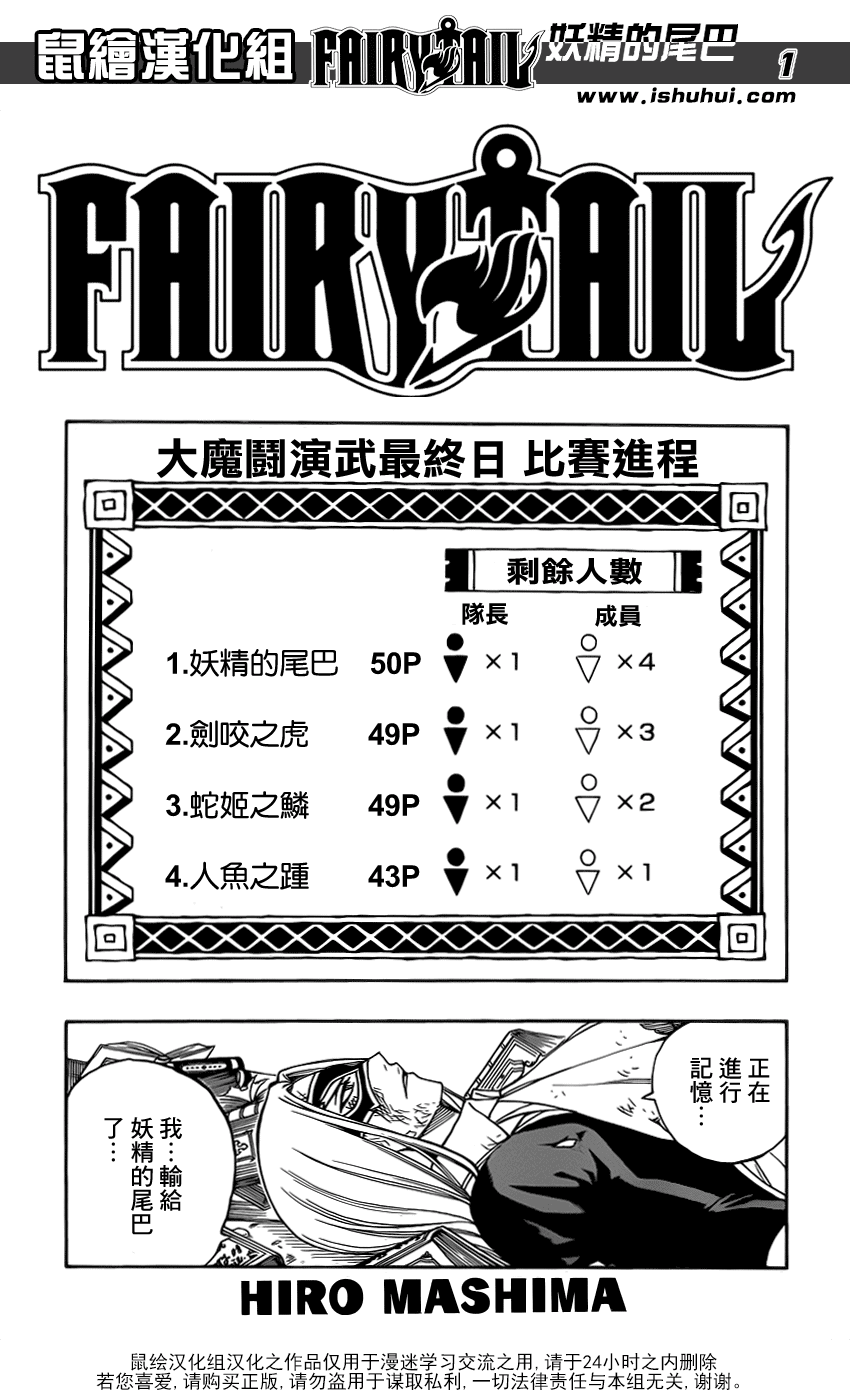 鼠繪漢化組 FAIRY TAIL 妖精的尾巴 1
www.ishuhui.com
FAIRY TAIL
大魔鬪演武最終日 比賽進程
剩餘人數
隊長 成員
1.妖精的尾巴 50P ×1 ×4
2.劍咬之虎 49P ×1 ×3
3.蛇姬之鱗 49P ×1 ×2
4.人魚之踵 43P ×1 ×1
正在
進行
記憶…
我…輸給
妖精的尾巴
了…
HIRO MASHIMA
鼠绘汉化组汉化之作品仅用于漫迷学习交流之用,请于24小时之内删除
若您喜爱,请购买正版,请勿盗用于谋取私利,一切法律责任与本组无关,谢谢。